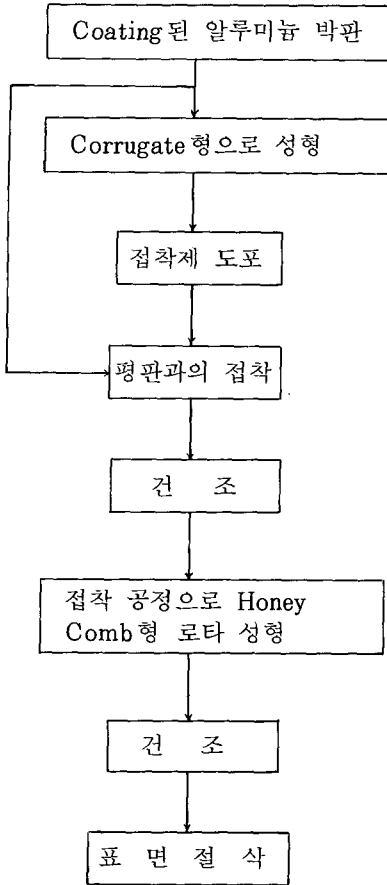 Coating된 알루미늄 박판
Corrugate형으로 성형
접착제 도포
평판과의 접착
건 조
접착 공정으로 Honey
Comb형 로타 성형
건 조
표 면 절 삭